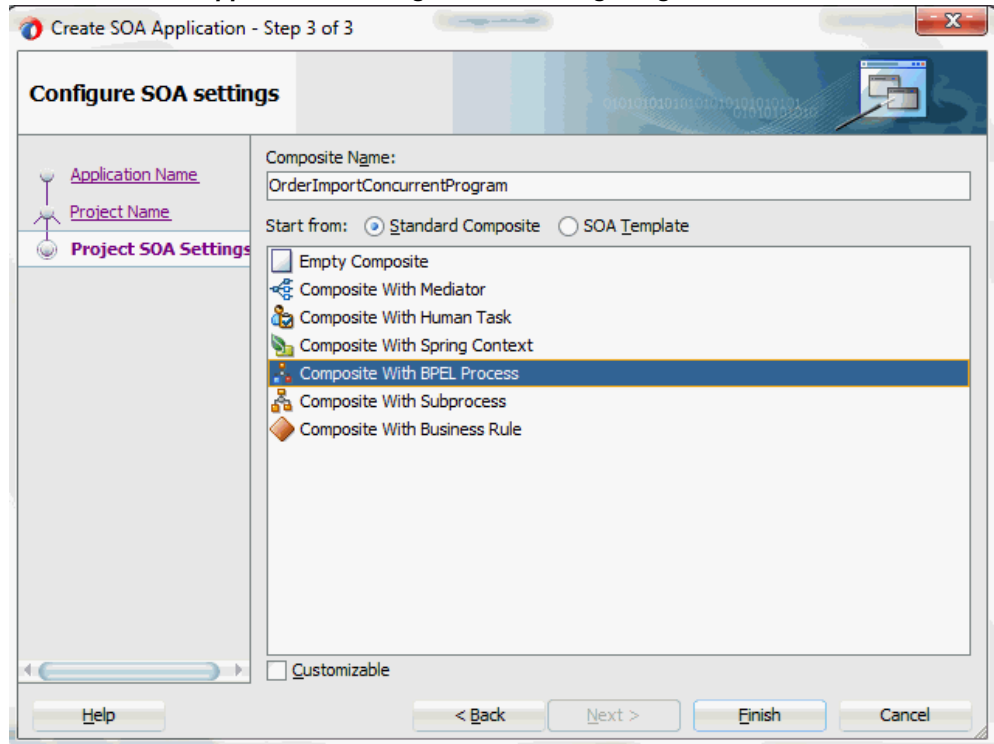 Create SOA Application - Step 3 of 3
Configure SOA settings
Application Name
Project Name
Project SOA Settings
Composite Name:
OrderImportConcurrentProgram
Start from: Standard Composite SOA Template
Empty Composite
Composite With Mediator
Composite With Human Task
Composite With Spring Context
Composite With BPEL Process
Composite With Subprocess
Composite With Business Rule
Customizable
Help < Back Next > Finish Cancel